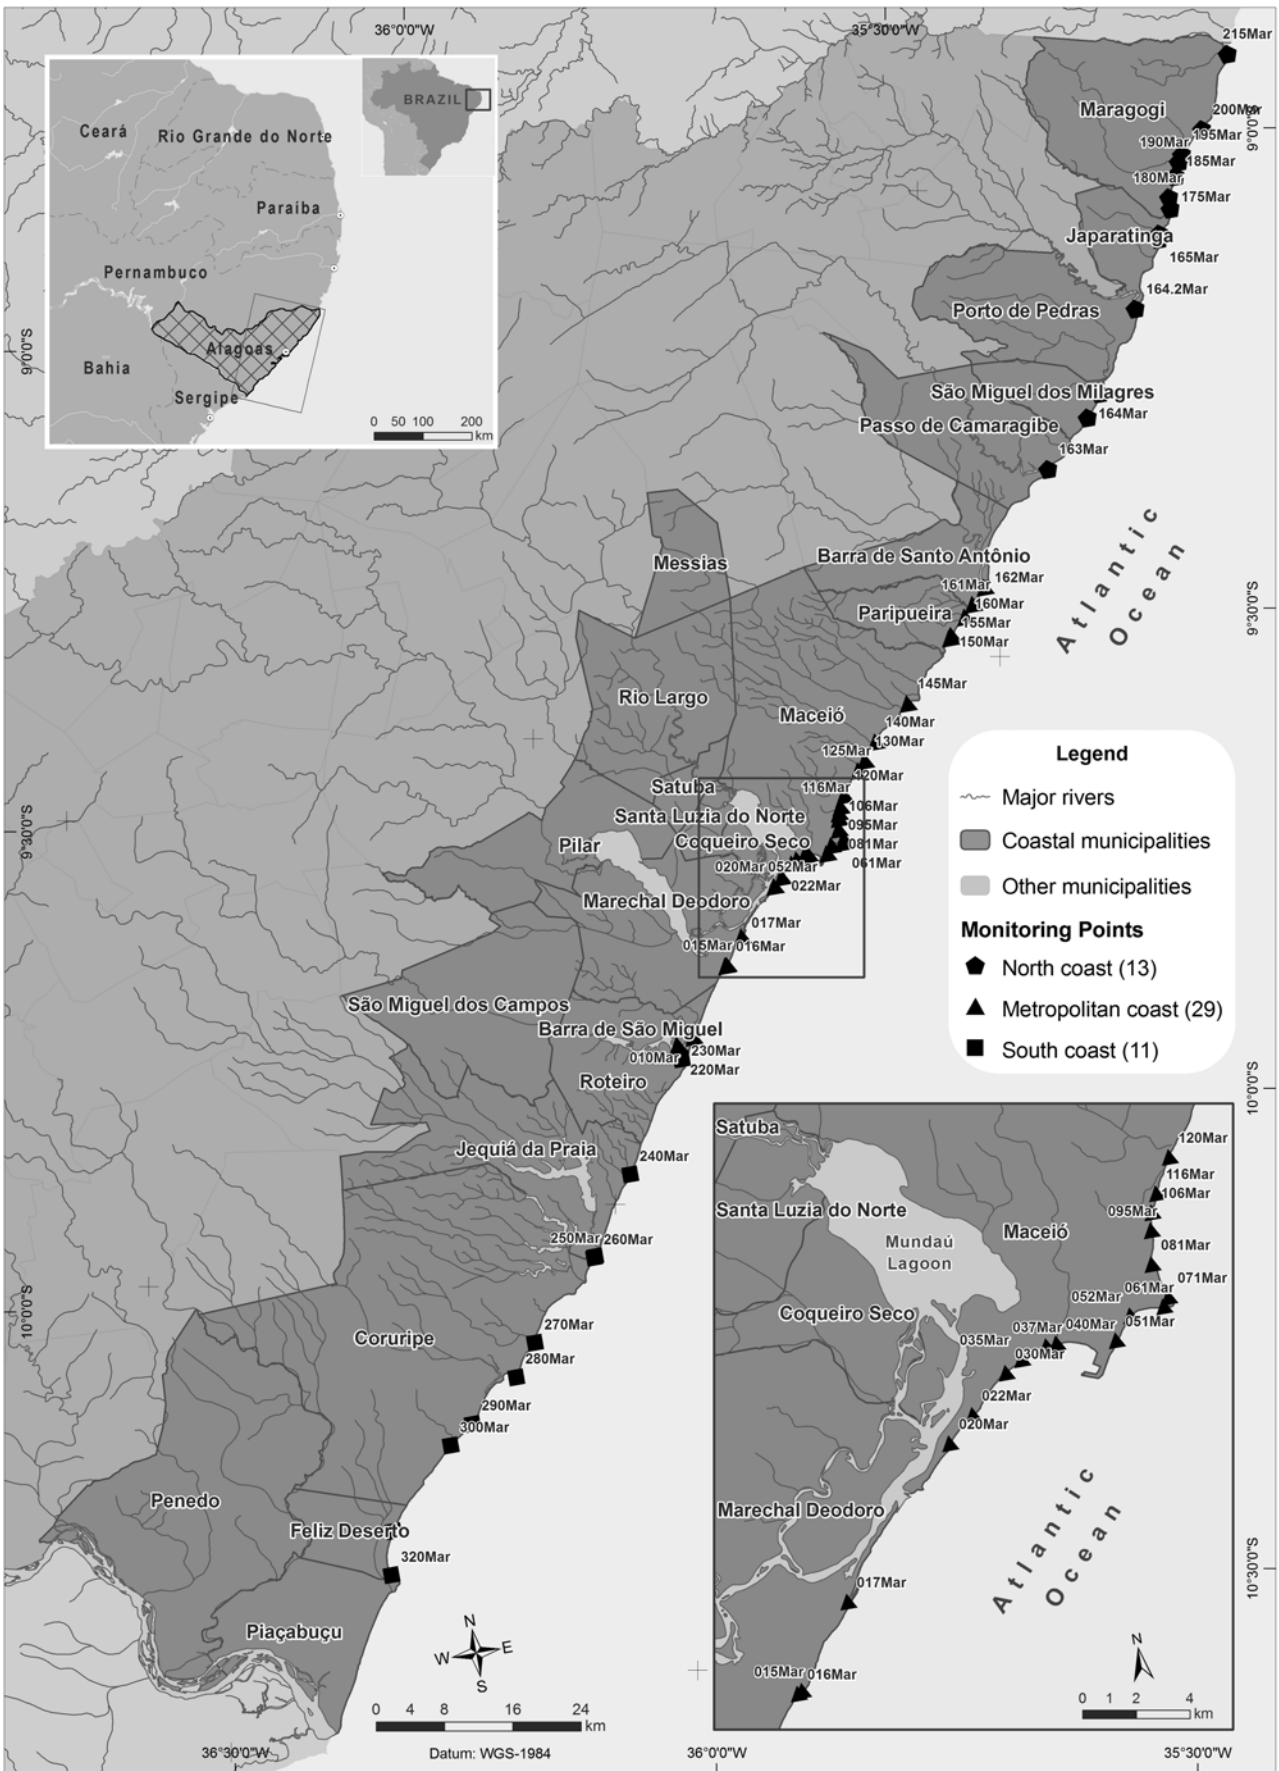 36°0'0"W
35°30'0"W
215Mar
Maragogi
200Mar
195Mar
190Mar
185Mar
180Mar
175Mar
9°0'0"S
Japaratinga
165Mar
164.2Mar
Porto de Pedras
São Miguel dos Milagres
164Mar
Passo de Camaragibe
163Mar
BRAZIL
Ceará
Rio Grande do Norte
Paraíba
Pernambuco
Alagoas
Bahia
Sergipe
0 50 100 200
km
9°0'0"S
Atlantic
Ocean
Messias
Barra de Santo Antônio
162Mar
161Mar
160Mar
Paripueira
155Mar
150Mar
9°30'0"S
145Mar
Rio Largo
Maceió
140Mar
130Mar
125Mar
120Mar
Satuba
116Mar
106Mar
Santa Luzia do Norte
095Mar
Coqueiro Seco
081Mar
Pilar
061Mar
020Mar
052Mar
022Mar
9°30'0"S
Marechal Deodoro
017Mar
015Mar
016Mar
São Miguel dos Campos
Barra de São Miguel
230Mar
010Mar
220Mar
Roteiro
Legend
Major rivers
Coastal municipalities
Other municipalities
Monitoring Points
North coast (13)
Metropolitan coast (29)
South coast (11)
10°0'0"S
Jequiá da Praia
240Mar
250Mar
260Mar
10°0'0"S
Coruripe
270Mar
280Mar
290Mar
300Mar
Penedo
Feliz Deserto
320Mar
Piaçabuçu
N
W
E
S
0 4 8 16 24
km
Datum: WGS-1984
Satuba
120Mar
116Mar
106Mar
Santa Luzia do Norte
095Mar
Maceió
Mundaú
Lagoon
081Mar
071Mar
061Mar
052Mar
Coqueiro Seco
051Mar
037Mar
040Mar
035Mar
030Mar
022Mar
020Mar
Marechal Deodoro
Atlantic
Ocean
017Mar
015Mar
016Mar
N
0 1 2 4
km
10°30'0"S
36°30'0"W
36°0'0"W
35°30'0"W